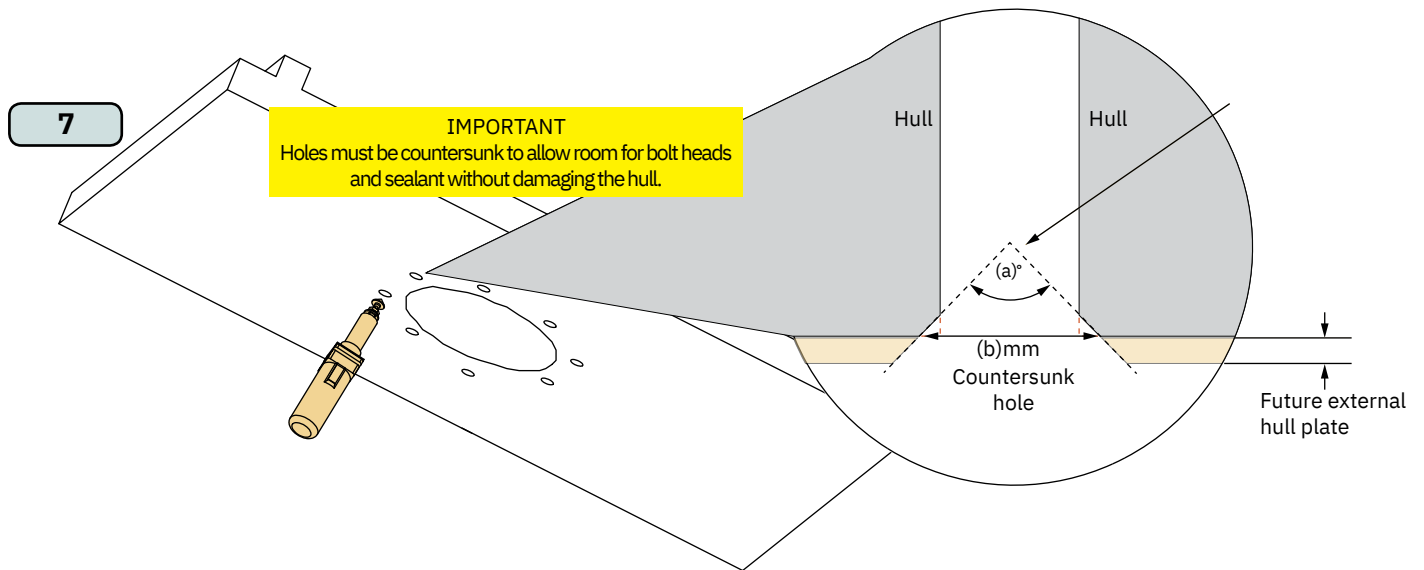 7
IMPORTANT
Holes must be countersunk to allow room for bolt heads
and sealant without damaging the hull.
Hull
Hull
(a)°
(b)mm
Countersunk
hole
Future external
hull plate